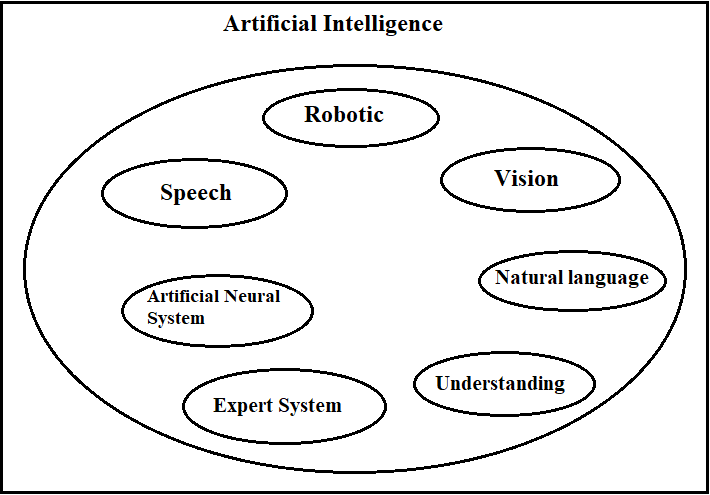 Artificial Intelligence
Robotic
Speech
Vision
Natural language
Artificial Neural
System
Understanding
Expert System